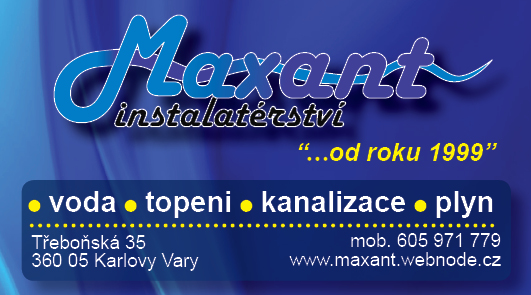 Maxant
instalatérství
“...od roku 1999”
• voda • topeni • kanalizace • plyn
Třeboňská 35
mob. 605 971 779
360 05 Karlovy Vary
www.maxant.webnode.cz